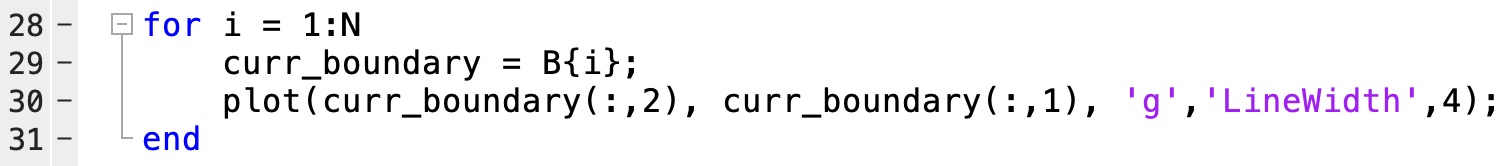 28 – for i = 1:N
29 – curr_boundary = B{i};
30 – plot(curr_boundary(:,2), curr_boundary(:,1), 'g','LineWidth',4);
31 – end